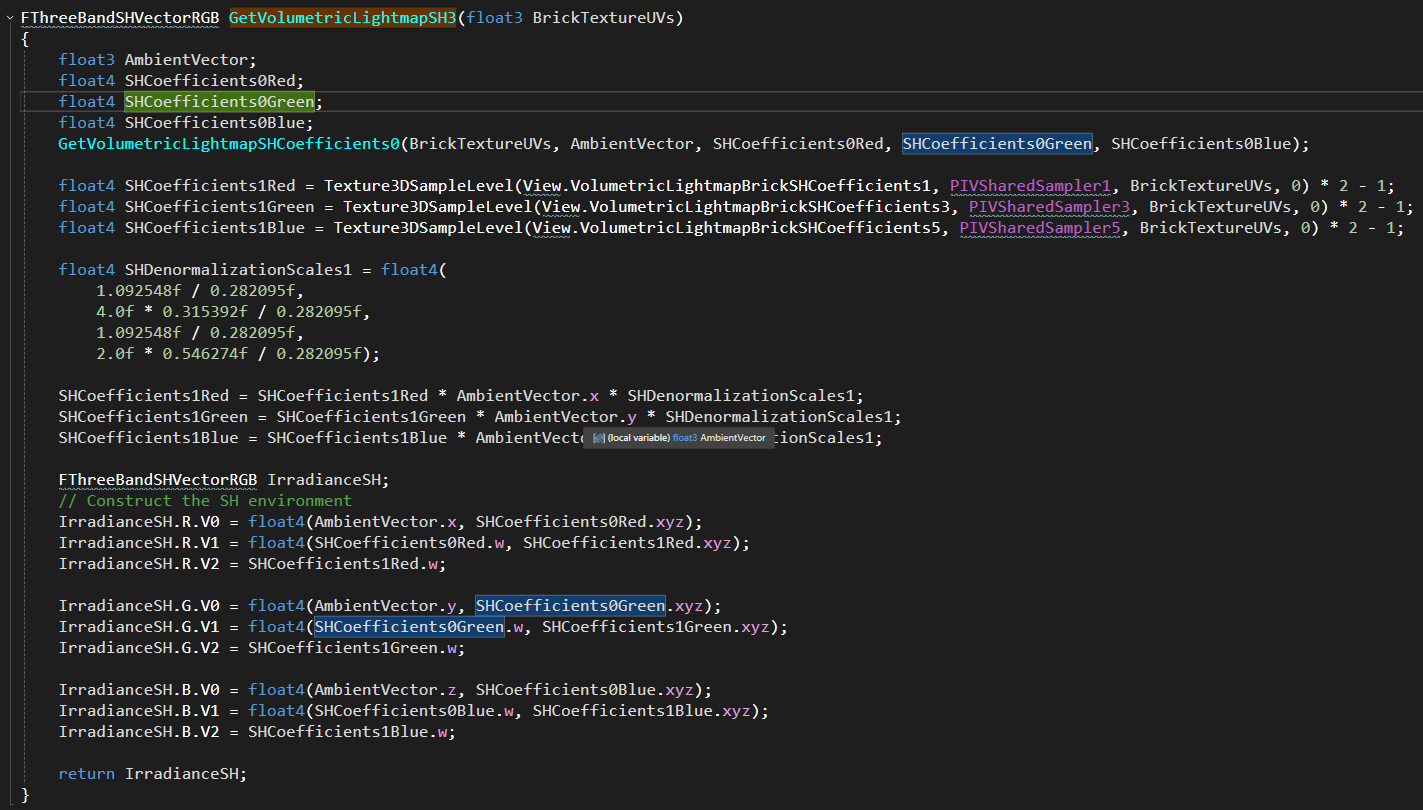 FThreeBandSHVectorRGB GetVolumetricLightmapSH3(float3 BrickTextureUVs)
{
    float3 AmbientVector;
    float4 SHCoefficients0Red;
    float4 SHCoefficients0Green;
    float4 SHCoefficients0Blue;
    GetVolumetricLightmapSHCoefficients0(BrickTextureUVs, AmbientVector, SHCoefficients0Red, SHCoefficients0Green, SHCoefficients0Blue);

    float4 SHCoefficients1Red = Texture3DSampleLevel(View.VolumetricLightmapBrickSHCoefficients1, PIVSharedSampler1, BrickTextureUVs, 0) * 2 - 1;
    float4 SHCoefficients1Green = Texture3DSampleLevel(View.VolumetricLightmapBrickSHCoefficients3, PIVSharedSampler3, BrickTextureUVs, 0) * 2 - 1;
    float4 SHCoefficients1Blue = Texture3DSampleLevel(View.VolumetricLightmapBrickSHCoefficients5, PIVSharedSampler5, BrickTextureUVs, 0) * 2 - 1;

    float4 SHDenormalizationScales1 = float4(
        1.092548f / 0.282095f,
        4.0f * 0.315392f / 0.282095f,
        1.092548f / 0.282095f,
        2.0f * 0.546274f / 0.282095f);

    SHCoefficients1Red = SHCoefficients1Red * AmbientVector.x * SHDenormalizationScales1;
    SHCoefficients1Green = SHCoefficients1Green * AmbientVector.y * SHDenormalizationScales1;
    SHCoefficients1Blue = SHCoefficients1Blue * AmbientVecto (local variable) float3 AmbientVector ionScales1;

    FThreeBandSHVectorRGB IrradianceSH;
    // Construct the SH environment
    IrradianceSH.R.V0 = float4(AmbientVector.x, SHCoefficients0Red.xyz);
    IrradianceSH.R.V1 = float4(SHCoefficients0Red.w, SHCoefficients1Red.xyz);
    IrradianceSH.R.V2 = SHCoefficients1Red.w;

    IrradianceSH.G.V0 = float4(AmbientVector.y, SHCoefficients0Green.xyz);
    IrradianceSH.G.V1 = float4(SHCoefficients0Green.w, SHCoefficients1Green.xyz);
    IrradianceSH.G.V2 = SHCoefficients1Green.w;

    IrradianceSH.B.V0 = float4(AmbientVector.z, SHCoefficients0Blue.xyz);
    IrradianceSH.B.V1 = float4(SHCoefficients0Blue.w, SHCoefficients1Blue.xyz);
    IrradianceSH.B.V2 = SHCoefficients1Blue.w;

    return IrradianceSH;
}